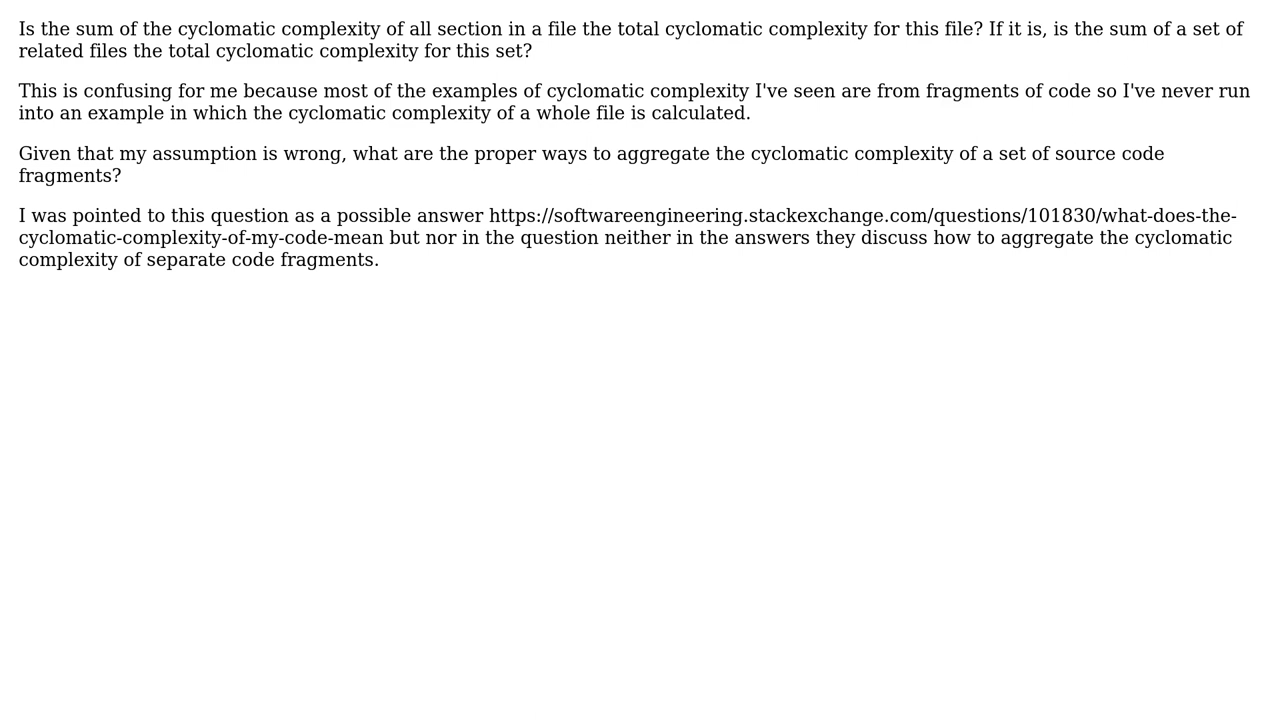 Is the sum of the cyclomatic complexity of all section in a file the total cyclomatic complexity for this file? If it is, is the sum of a set of
related files the total cyclomatic complexity for this set?
This is confusing for me because most of the examples of cyclomatic complexity I've seen are from fragments of code so I've never run
into an example in which the cyclomatic complexity of a whole file is calculated.
Given that my assumption is wrong, what are the proper ways to aggregate the cyclomatic complexity of a set of source code
fragments?
I was pointed to this question as a possible answer https://softwareengineering.stackexchange.com/questions/101830/what-does-the-
cyclomatic-complexity-of-my-code-mean but nor in the question neither in the answers they discuss how to aggregate the cyclomatic
complexity of separate code fragments.